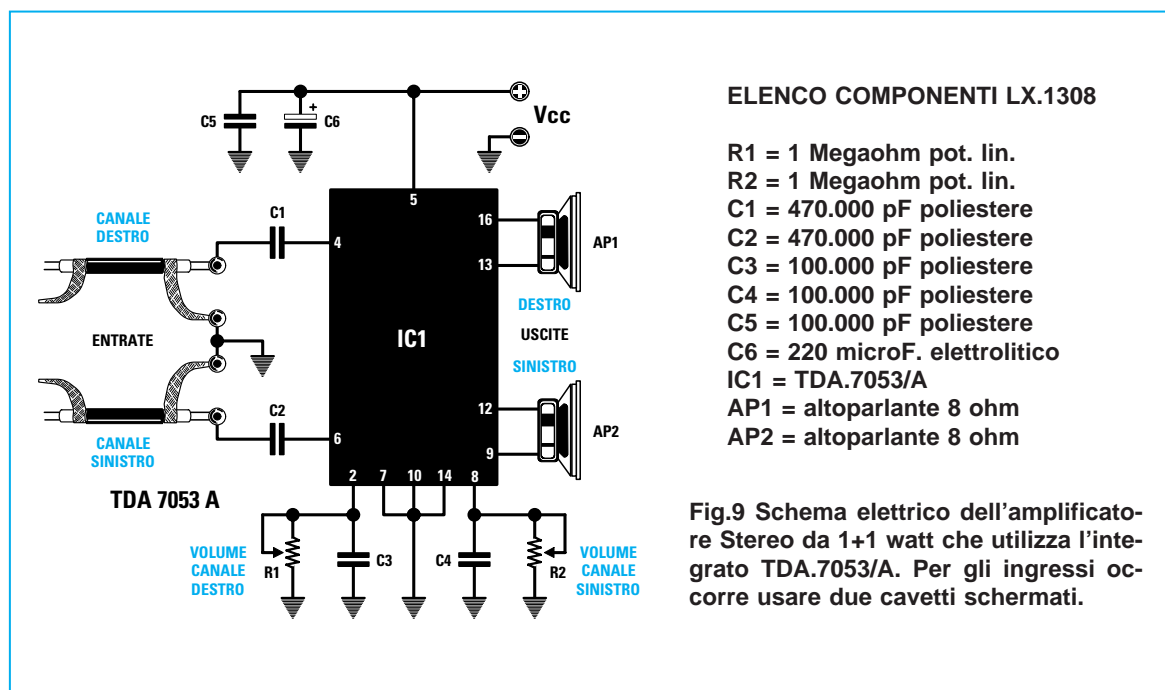 C5
C6
+
Vcc
5
CANALE
DESTRO
C1
4
16
13
AP1
DESTRO
ENTRATE
IC1
USCITE
SINISTRO
C2
6
12
9
AP2
CANALE
SINISTRO
TDA 7053 A
2
7
10
14
8
VOLUME
CANALE
DESTRO
R1
C3
C4
R2
VOLUME
CANALE
SINISTRO
ELENCO COMPONENTI LX.1308
R1 = 1 Megaohm pot. lin.
R2 = 1 Megaohm pot. lin.
C1 = 470.000 pF poliestere
C2 = 470.000 pF poliestere
C3 = 100.000 pF poliestere
C4 = 100.000 pF poliestere
C5 = 100.000 pF poliestere
C6 = 220 microF. elettrolitico
IC1 = TDA.7053/A
AP1 = altoparlante 8 ohm
AP2 = altoparlante 8 ohm
Fig.9 Schema elettrico dell’amplificato-
re Stereo da 1+1 watt che utilizza l’inte-
grato TDA.7053/A. Per gli ingressi oc-
corre usare due cavetti schermati.